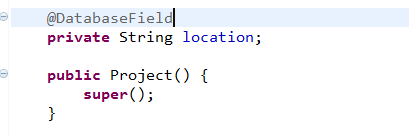 @DatabaseField
private String location;
public Project() {
super();
}